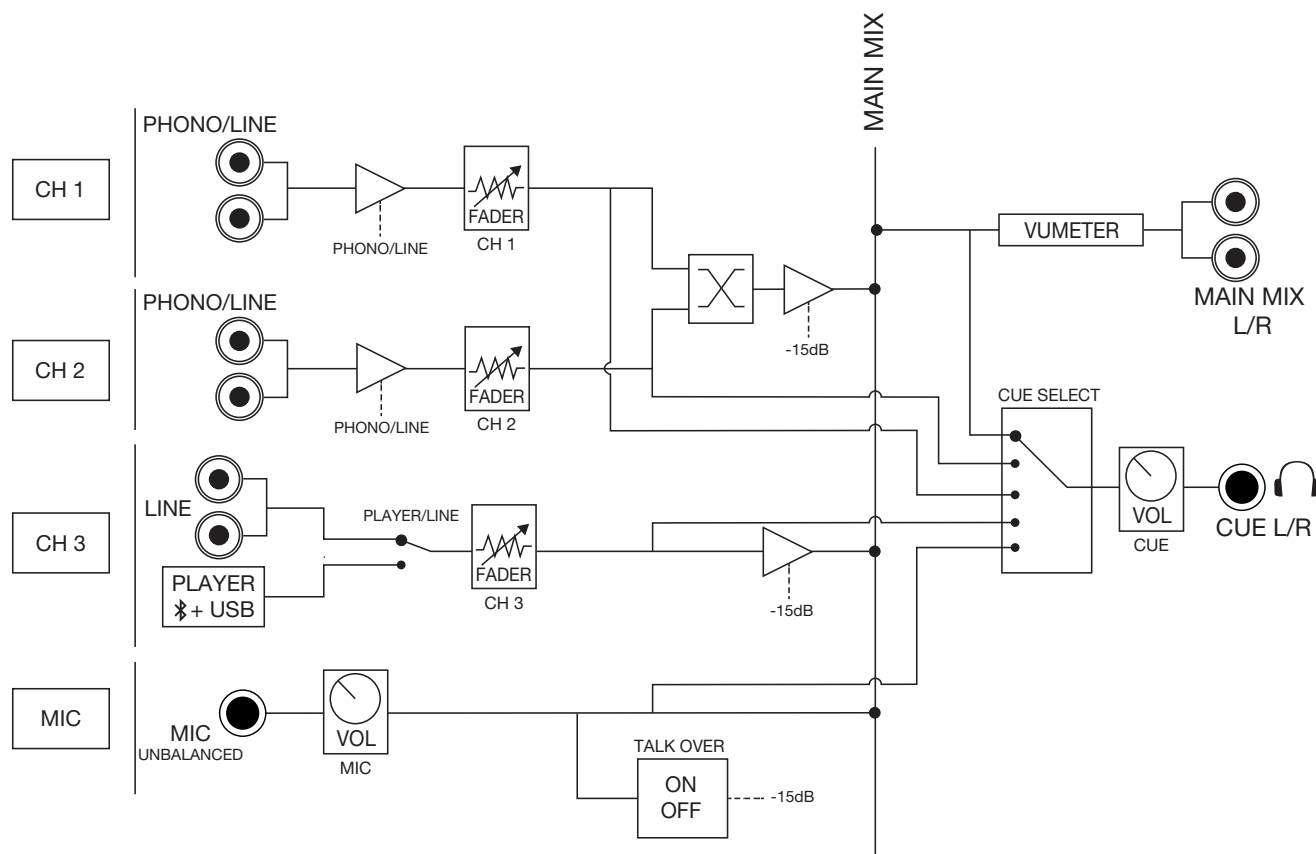 MAIN MIX
CH 1
PHONO/LINE
PHONO/LINE
FADER
CH 1
CH 2
PHONO/LINE
PHONO/LINE
FADER
CH 2
-15dB
VUMETER
MAIN MIX
L/R
CH 3
LINE
PLAYER
+ USB
PLAYER/LINE
FADER
CH 3
-15dB
CUE SELECT
VOL
CUE
CUE L/R
MIC
MIC
UNBALANCED
VOL
MIC
TALK OVER
ON
OFF
-15dB